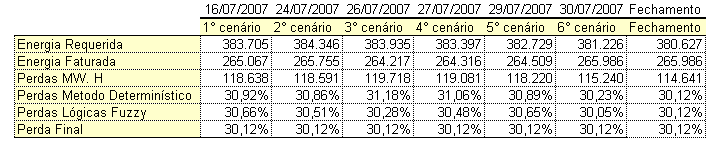 16/07/2007 24/07/2007 26/07/2007 27/07/2007 29/07/2007 30/07/2007 Fechamento
1° cenário 2° cenário 3° cenário 4° cenário 5° cenário 6° cenário Fechamento
Energia Requerida 383.705 384.346 383.935 383.397 382.729 381.226 380.627
Energia Faturada 265.067 265.755 264.217 264.316 264.509 265.986 265.986
Perdas MW. H 118.638 118.591 119.718 119.081 118.220 115.240 114.641
Perdas Metodo Determinístico 30,92% 30,86% 31,18% 31,06% 30,89% 30,23% 30,12%
Perdas Lógicas Fuzzy 30,66% 30,51% 30,28% 30,48% 30,65% 30,05% 30,12%
Perda Final 30,12% 30,12% 30,12% 30,12% 30,12% 30,12% 30,12%